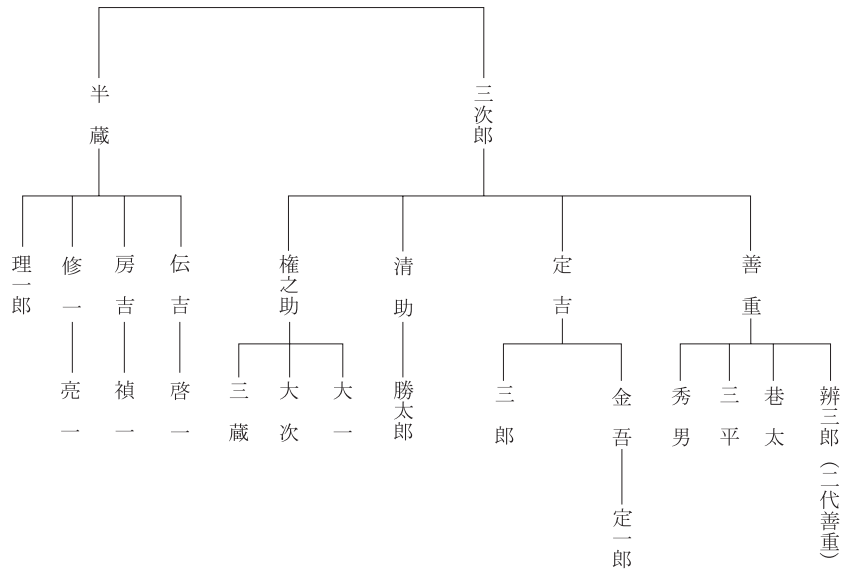 三次郎
半蔵
善重
定吉
清助
権之助
伝吉
房吉
修一
理一郎
辨三郎（二代善重）
巷太
三平
秀男
金吾
三郎
勝太郎
大一
大次
三蔵
啓一
禎一
亮一
定一郎